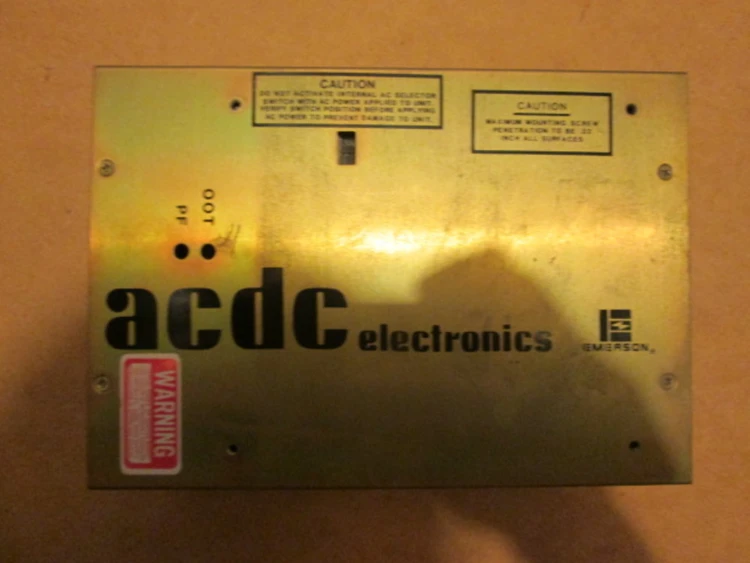 CAUTION
DO NOT ACTIVATE INTERNAL AC SELECTOR
SWITCH WITH AC POWER APPLIED TO UNIT.
VERIFY SWITCH POSITION BEFORE APPLYING
AC POWER TO PREVENT DAMAGE TO UNIT.
CAUTION
MAXIMUM MOUNTING SCREW
PENETRATION TO BE .22
INCH ALL SURFACES
OOT
PF
acdc electronics
EMERSON
WARNING